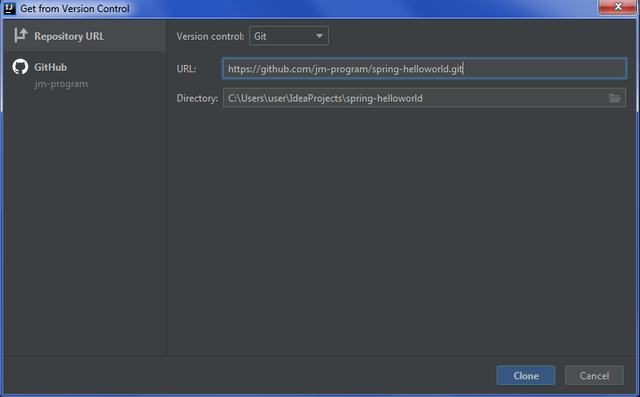 Get from Version Control
Repository URL
GitHub
jm-program
Version control: Git
URL: https://github.com/jm-program/spring-helloworld.git
Directory: C:\Users\user\IdeaProjects\spring-helloworld
Clone Cancel